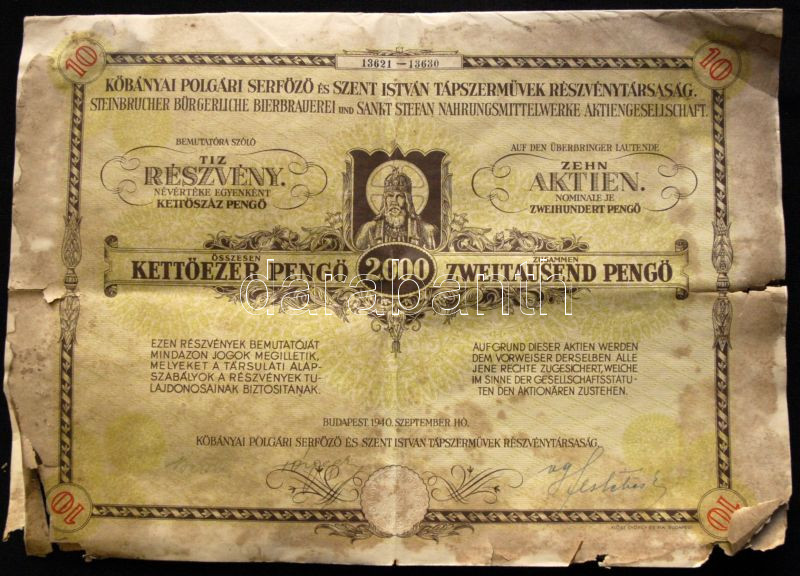 10
10
13621 — 13630
KŐBÁNYAI POLGÁRI SERFŐZŐ ÉS SZENT ISTVÁN TÁPSZERMŰVEK RÉSZVÉNYTÁRSASÁG.
STEINBRUCHER BÜRGERLICHE BIERBRAUEREI UND SANKT STEFAN NAHRUNGSMITTELWERKE AKTIENGESELLSCHAFT.
BEMUTATÓRA SZÓLÓ
TIZ
RÉSZVÉNY.
NÉVÉRTÉKE EGYENKÉNT
KETTŐSZÁZ PENGŐ
AUF DEN ÜBERBRINGER LAUTENDE
ZEHN
AKTIEN.
NOMINALE JE
ZWEIHUNDERT PENGŐ
ÖSSZESEN
KETTŐEZER PENGŐ
2000
ZUSAMMEN
ZWEITAUSEND PENGŐ
darabanth
EZEN RÉSZVÉNYEK BEMUTATÓJÁT
MINDAZON JOGOK MEGILLETIK,
MELYEKET A TÁRSULATI ALAP-
SZABÁLYOK A RÉSZVÉNYEK TU-
LAJDONOSAINAK BIZTOSITANAK.
AUFGRUND DIESER AKTIEN WERDEN
DEM VORWEISER DERSELBEN ALLE
JENE RECHTE ZUGESICHERT, WELCHE
IM SINNE DER GESELLSCHAFTSSTATU-
TEN DEN AKTIONÄREN ZUSTEHEN.
BUDAPEST 1940. SZEPTEMBER HÓ.
KŐBÁNYAI POLGÁRI SERFŐZŐ ÉS SZENT ISTVÁN TÁPSZERMŰVEK RÉSZVÉNYTÁRSASÁG.
10
10